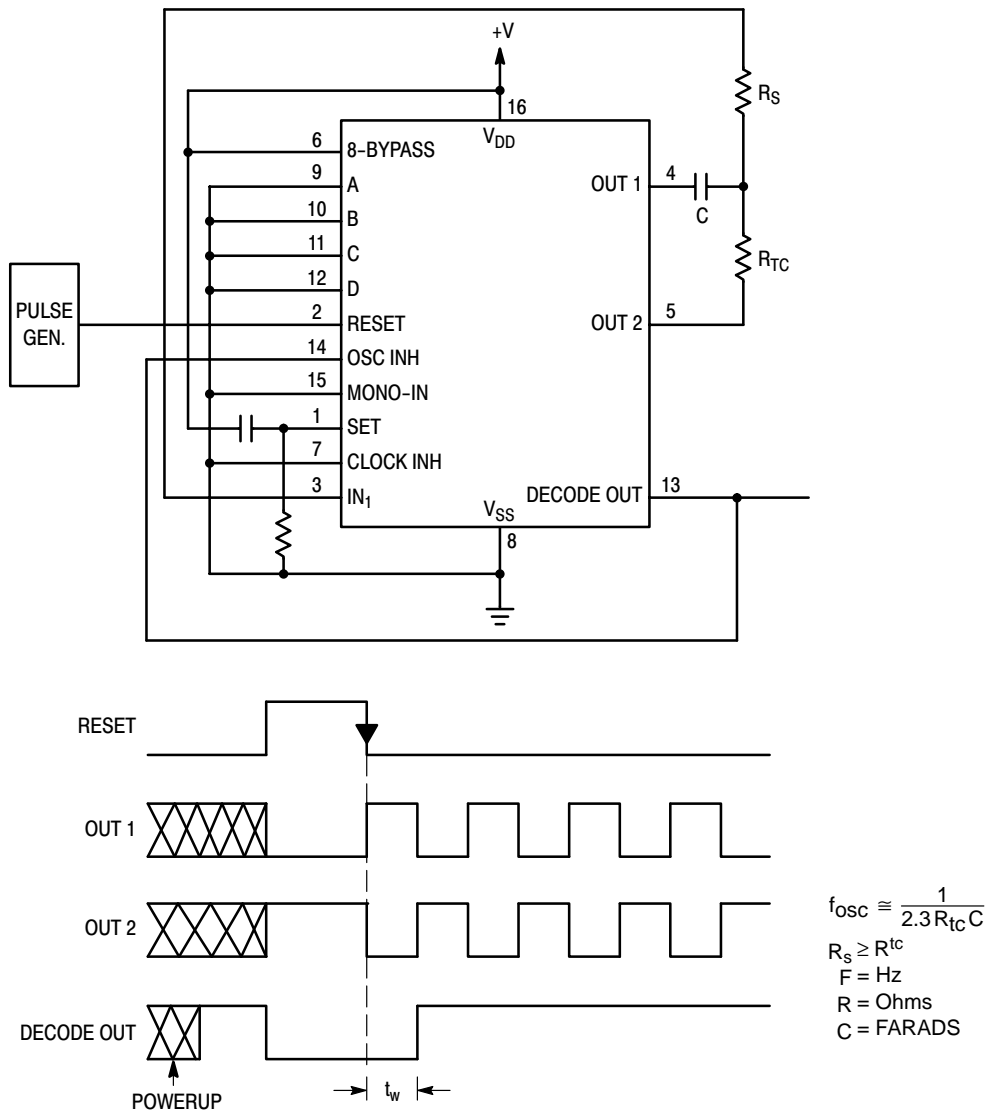 +V
R_S
16
V_DD
6
8-BYPASS
9
A
OUT 1
4
C
10
B
11
C
R_TC
12
D
PULSE
GEN.
2
RESET
OUT 2
5
14
OSC INH
15
MONO-IN
1
SET
7
CLOCK INH
3
IN_1
DECODE OUT
13
V_SS
8
RESET
OUT 1
OUT 2
DECODE OUT
POWERUP
t_w
f_osc ≅ 1 / 2.3 R_tc C
R_s ≥ R^tc
F = Hz
R = Ohms
C = FARADS